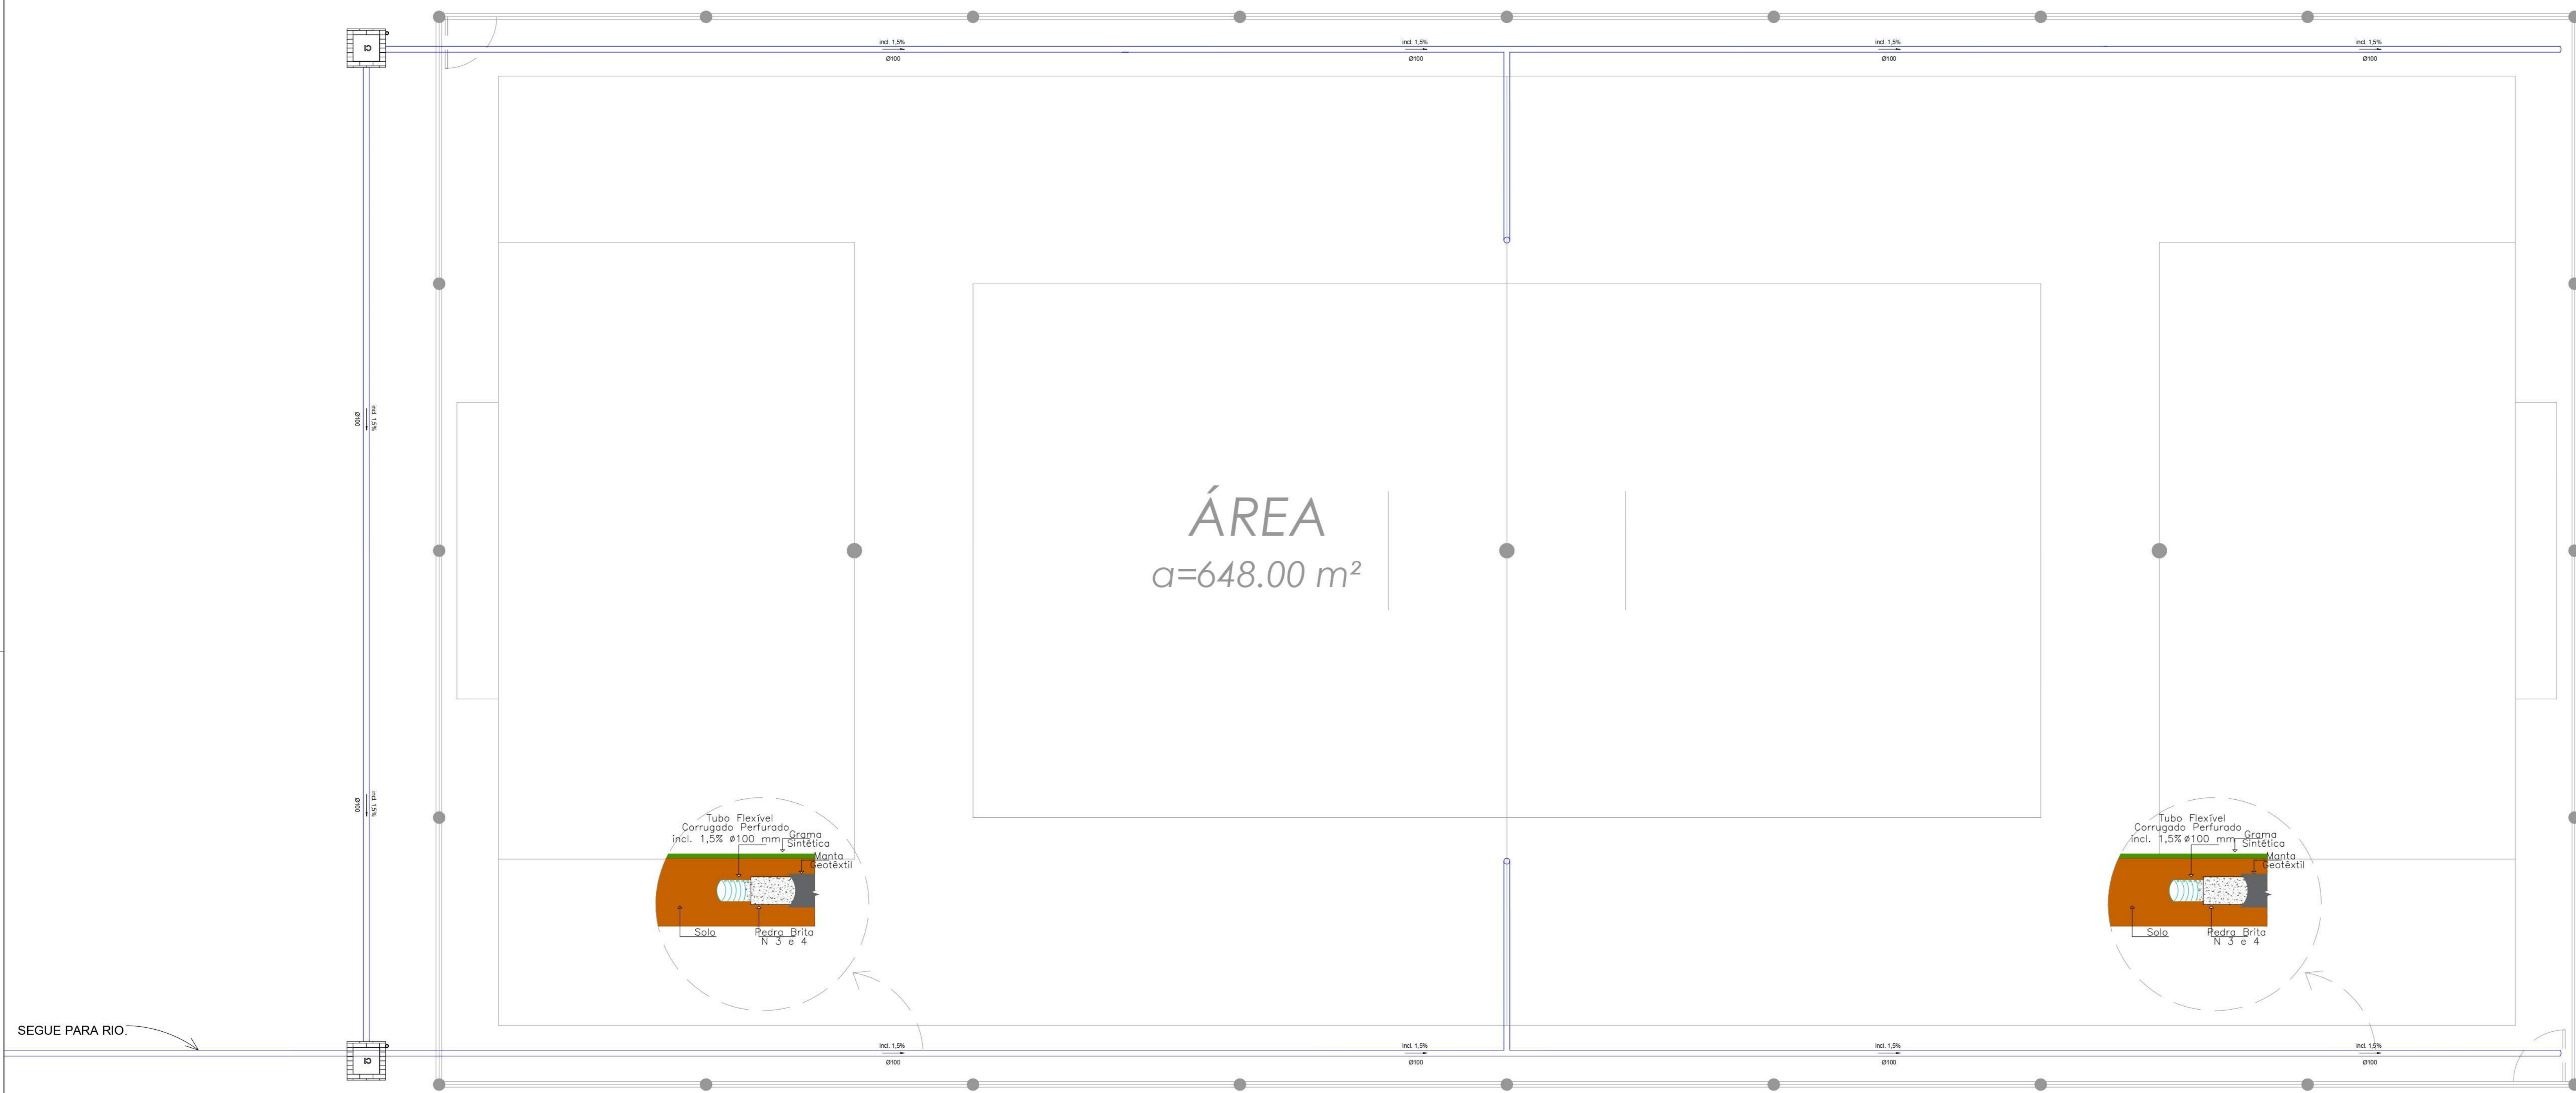 CI
incl. 1,5%
Ø100
incl. 1,5%
Ø100
incl. 1,5%
Ø100
incl. 1,5%
Ø100
incl. 1,5%
Ø100
incl. 1,5%
Ø100
ÁREA
a=648.00 m²
Tubo Flexível
Corrugado Perfurado
incl. 1,5% ø100 mm
Grama
Sintética
Manta
Geotêxtil
Solo
Pedra Brita
N 3 e 4
Tubo Flexível
Corrugado Perfurado
incl. 1,5% ø100 mm
Grama
Sintética
Manta
Geotêxtil
Solo
Pedra Brita
N 3 e 4
SEGUE PARA RIO.
CI
incl. 1,5%
Ø100
incl. 1,5%
Ø100
incl. 1,5%
Ø100
incl. 1,5%
Ø100